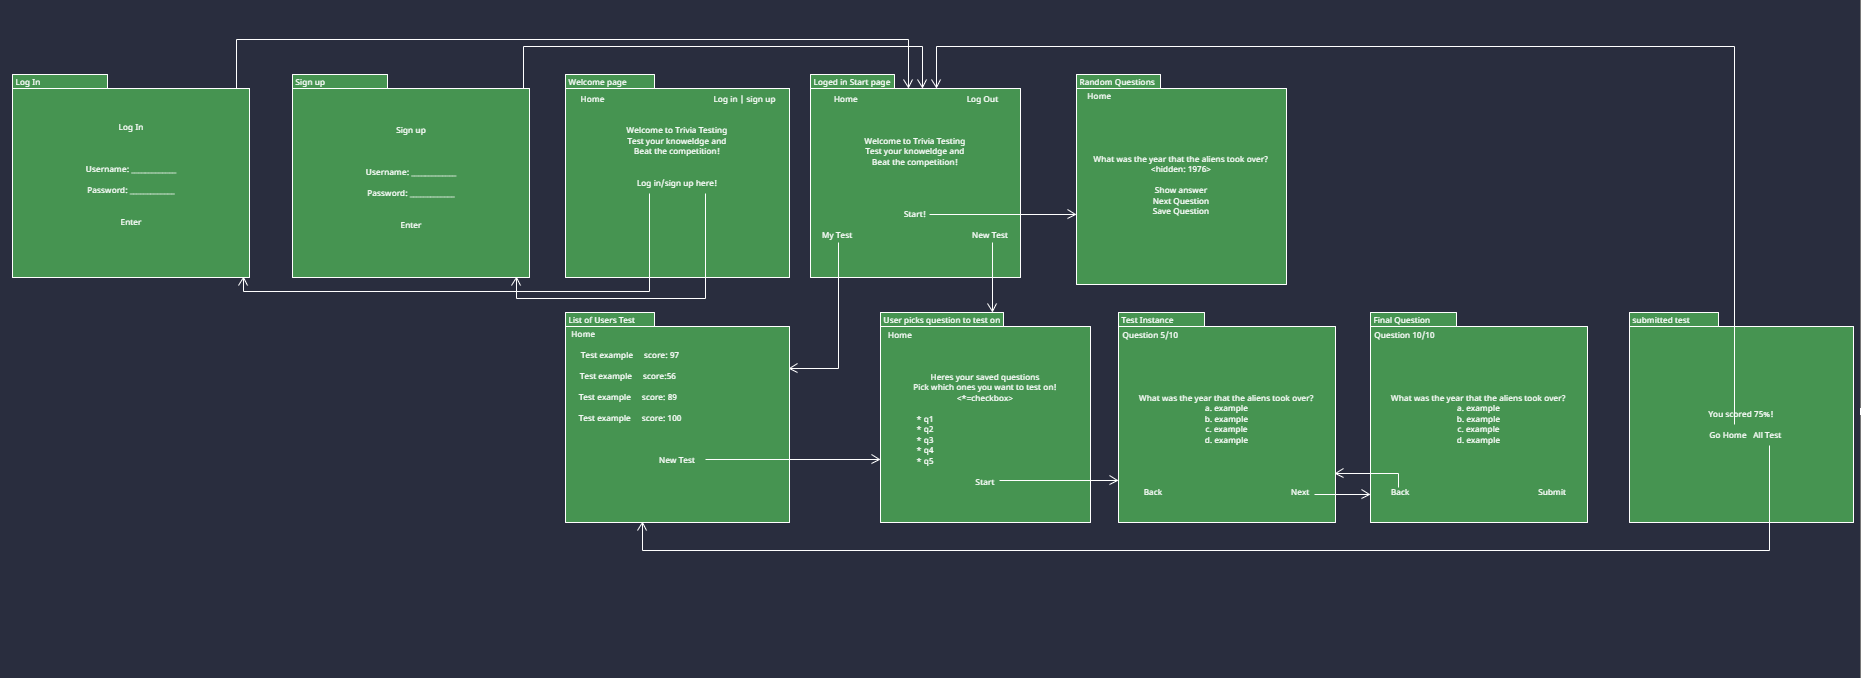 Log In
Log In
Username: ___________
Password: ___________
Enter
Sign up
Sign up
Username: ___________
Password: ___________
Enter
Welcome page
Home
Log in | sign up
Welcome to Trivia Testing
Test your knoweldge and
Beat the competition!
Log in/sign up here!
Loged in Start page
Home
Log Out
Welcome to Trivia Testing
Test your knoweldge and
Beat the competition!
Start!
My Test
New Test
Random Questions
Home
What was the year that the aliens took over?
<hidden: 1976>
Show answer
Next Question
Save Question
List of Users Test
Home
Test example score: 97
Test example score:56
Test example score: 89
Test example score: 100
New Test
User picks question to test on
Home
Heres your saved questions
Pick which ones you want to test on!
<*=checkbox>
* q1
* q2
* q3
* q4
* q5
Start
Test Instance
Question 5/10
What was the year that the aliens took over?
a. example
b. example
c. example
d. example
Back
Next
Final Question
Question 10/10
What was the year that the aliens took over?
a. example
b. example
c. example
d. example
Back
Submit
submitted test
You scored 75%!
Go Home All Test